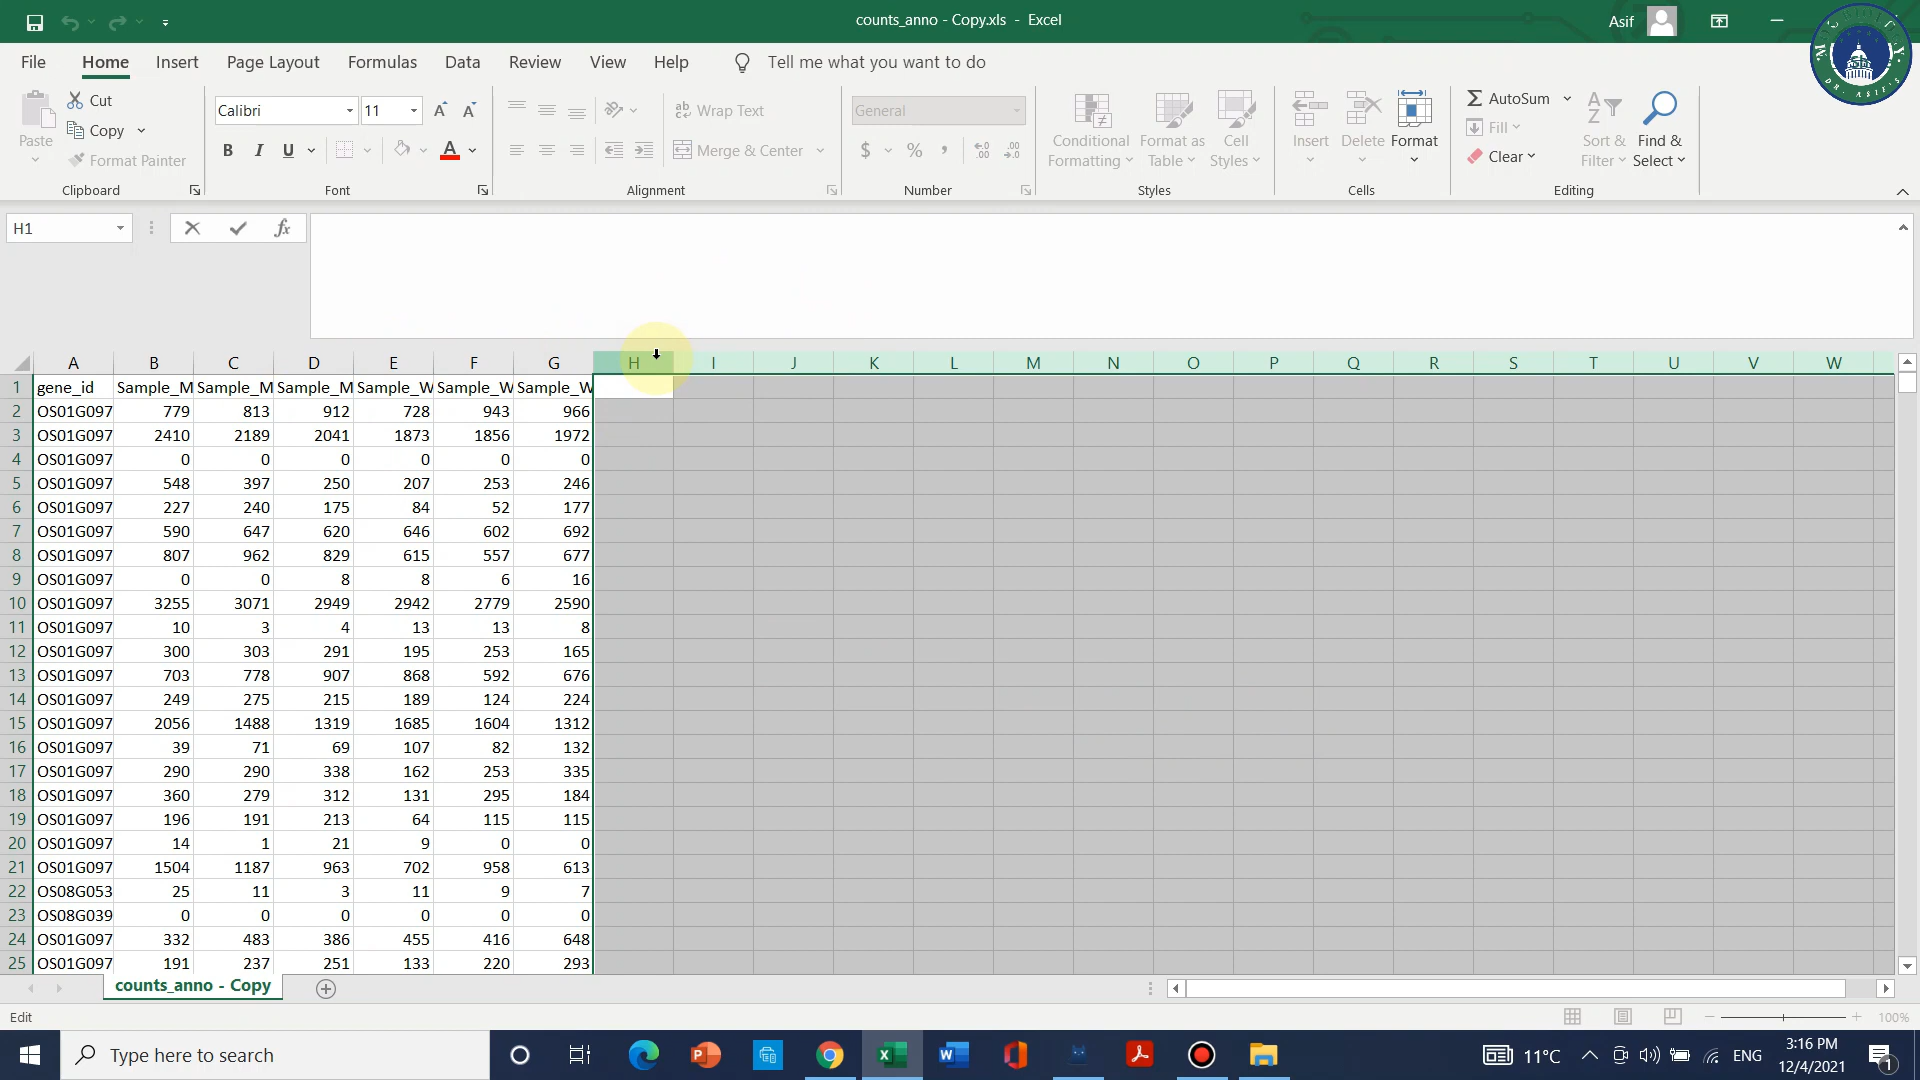 counts_anno - Copy.xls - Excel
Asif
File Home Insert Page Layout Formulas Data Review View Help Tell me what you want to do
Paste
Cut
Copy
Format Painter
Clipboard
Calibri 11
B I U
Font
Wrap Text
Merge & Center
Alignment
General
$ % ,
Number
Conditional Formatting
Format as Table
Cell Styles
Styles
Insert
Delete
Format
Cells
AutoSum
Fill
Clear
Sort & Filter
Find & Select
Editing
H1
fx
A B C D E F G H I J K L M N O P Q R S T U V W
1 gene_id Sample_M Sample_M Sample_M Sample_W Sample_W Sample_W
2 OS01G097 779 813 912 728 943 966
3 OS01G097 2410 2189 2041 1873 1856 1972
4 OS01G097 0 0 0 0 0 0
5 OS01G097 548 397 250 207 253 246
6 OS01G097 227 240 175 84 52 177
7 OS01G097 590 647 620 646 602 692
8 OS01G097 807 962 829 615 557 677
9 OS01G097 0 0 8 8 6 16
10 OS01G097 3255 3071 2949 2942 2779 2590
11 OS01G097 10 3 4 13 13 8
12 OS01G097 300 303 291 195 253 165
13 OS01G097 703 778 907 868 592 676
14 OS01G097 249 275 215 189 124 224
15 OS01G097 2056 1488 1319 1685 1604 1312
16 OS01G097 39 71 69 107 82 132
17 OS01G097 290 290 338 162 253 335
18 OS01G097 360 279 312 131 295 184
19 OS01G097 196 191 213 64 115 115
20 OS01G097 14 1 21 9 0 0
21 OS01G097 1504 1187 963 702 958 613
22 OS08G053 25 11 3 11 9 7
23 OS08G039 0 0 0 0 0 0
24 OS01G097 332 483 386 455 416 648
25 OS01G097 191 237 251 133 220 293
counts_anno - Copy
Edit
100%
Type here to search
11°C
ENG
3:16 PM
12/4/2021
1